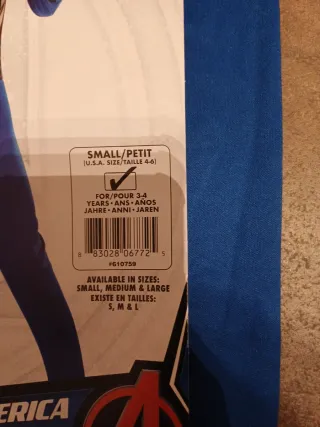 SMALL/PETIT
(U.S.A. SIZE/TAILLE 4-6)
FOR/POUR 3-4
YEARS • ANS • AÑOS
JAHRE • ANNI • JAREN
8 83028 06772 5
#610759
AVAILABLE IN SIZES:
SMALL, MEDIUM & LARGE
EXISTE EN TAILLES:
S, M & L
ERICA